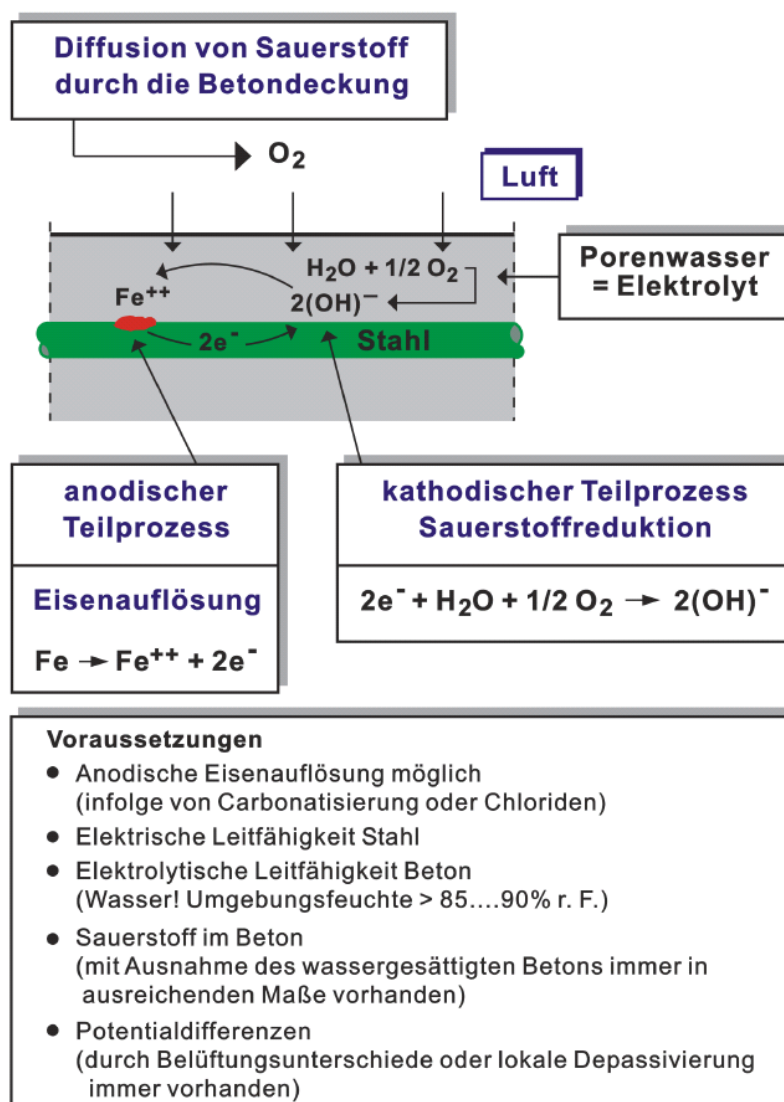 Diffusion von Sauerstoff
durch die Betondeckung
O₂
Luft
H₂O + 1/2 O₂
Porenwasser
= Elektrolyt
Fe⁺⁺
2(OH)⁻
2e⁻
Stahl
anodischer
Teilprozess
Eisenauflösung
Fe → Fe⁺⁺ + 2e⁻
kathodischer Teilprozess
Sauerstoffreduktion
2e⁻ + H₂O + 1/2 O₂ → 2(OH)⁻
Voraussetzungen
• Anodische Eisenauflösung möglich
(infolge von Carbonatisierung oder Chloriden)
• Elektrische Leitfähigkeit Stahl
• Elektrolytische Leitfähigkeit Beton
(Wasser! Umgebungsfeuchte > 85....90% r. F.)
• Sauerstoff im Beton
(mit Ausnahme des wassergesättigten Betons immer in
ausreichenden Maße vorhanden)
• Potentialdifferenzen
(durch Belüftungsunterschiede oder lokale Depassivierung
immer vorhanden)